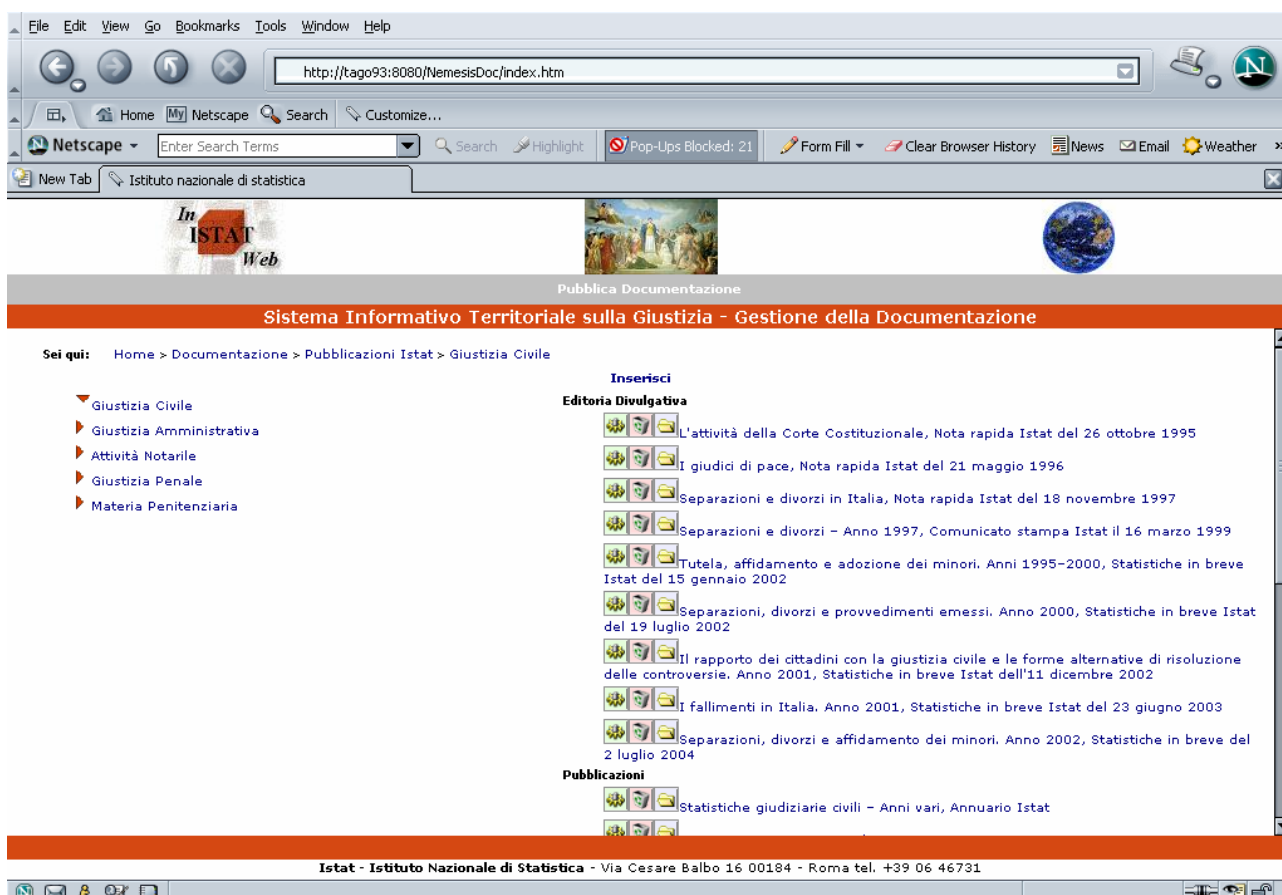 File Edit View Go Bookmarks Tools Window Help
http://tago93:8080/NemesisDoc/index.htm
N
Home My Netscape Search Customize...
N Netscape Enter Search Terms Search Highlight Pop-Ups Blocked: 21 Form Fill Clear Browser History News Email Weather »
New Tab Istituto nazionale di statistica
In
ISTAT
Web
Pubblica Documentazione
Sistema Informativo Territoriale sulla Giustizia - Gestione della Documentazione
Sei qui: Home > Documentazione > Pubblicazioni Istat > Giustizia Civile
Inserisci
Giustizia Civile
Giustizia Amministrativa
Attività Notarile
Giustizia Penale
Materia Penitenziaria
Editoria Divulgativa
L'attività della Corte Costituzionale, Nota rapida Istat del 26 ottobre 1995
I giudici di pace, Nota rapida Istat del 21 maggio 1996
Separazioni e divorzi in Italia, Nota rapida Istat del 18 novembre 1997
Separazioni e divorzi – Anno 1997, Comunicato stampa Istat il 16 marzo 1999
Tutela, affidamento e adozione dei minori. Anni 1995–2000, Statistiche in breve
Istat del 15 gennaio 2002
Separazioni, divorzi e provvedimenti emessi. Anno 2000, Statistiche in breve Istat
del 19 luglio 2002
Il rapporto dei cittadini con la giustizia civile e le forme alternative di risoluzione
delle controversie. Anno 2001, Statistiche in breve Istat dell'11 dicembre 2002
I fallimenti in Italia. Anno 2001, Statistiche in breve Istat del 23 giugno 2003
Separazioni, divorzi e affidamento dei minori. Anno 2002, Statistiche in breve del
2 luglio 2004
Pubblicazioni
Statistiche giudiziarie civili – Anni vari, Annuario Istat
Istat - Istituto Nazionale di Statistica - Via Cesare Balbo 16 00184 - Roma tel. +39 06 46731